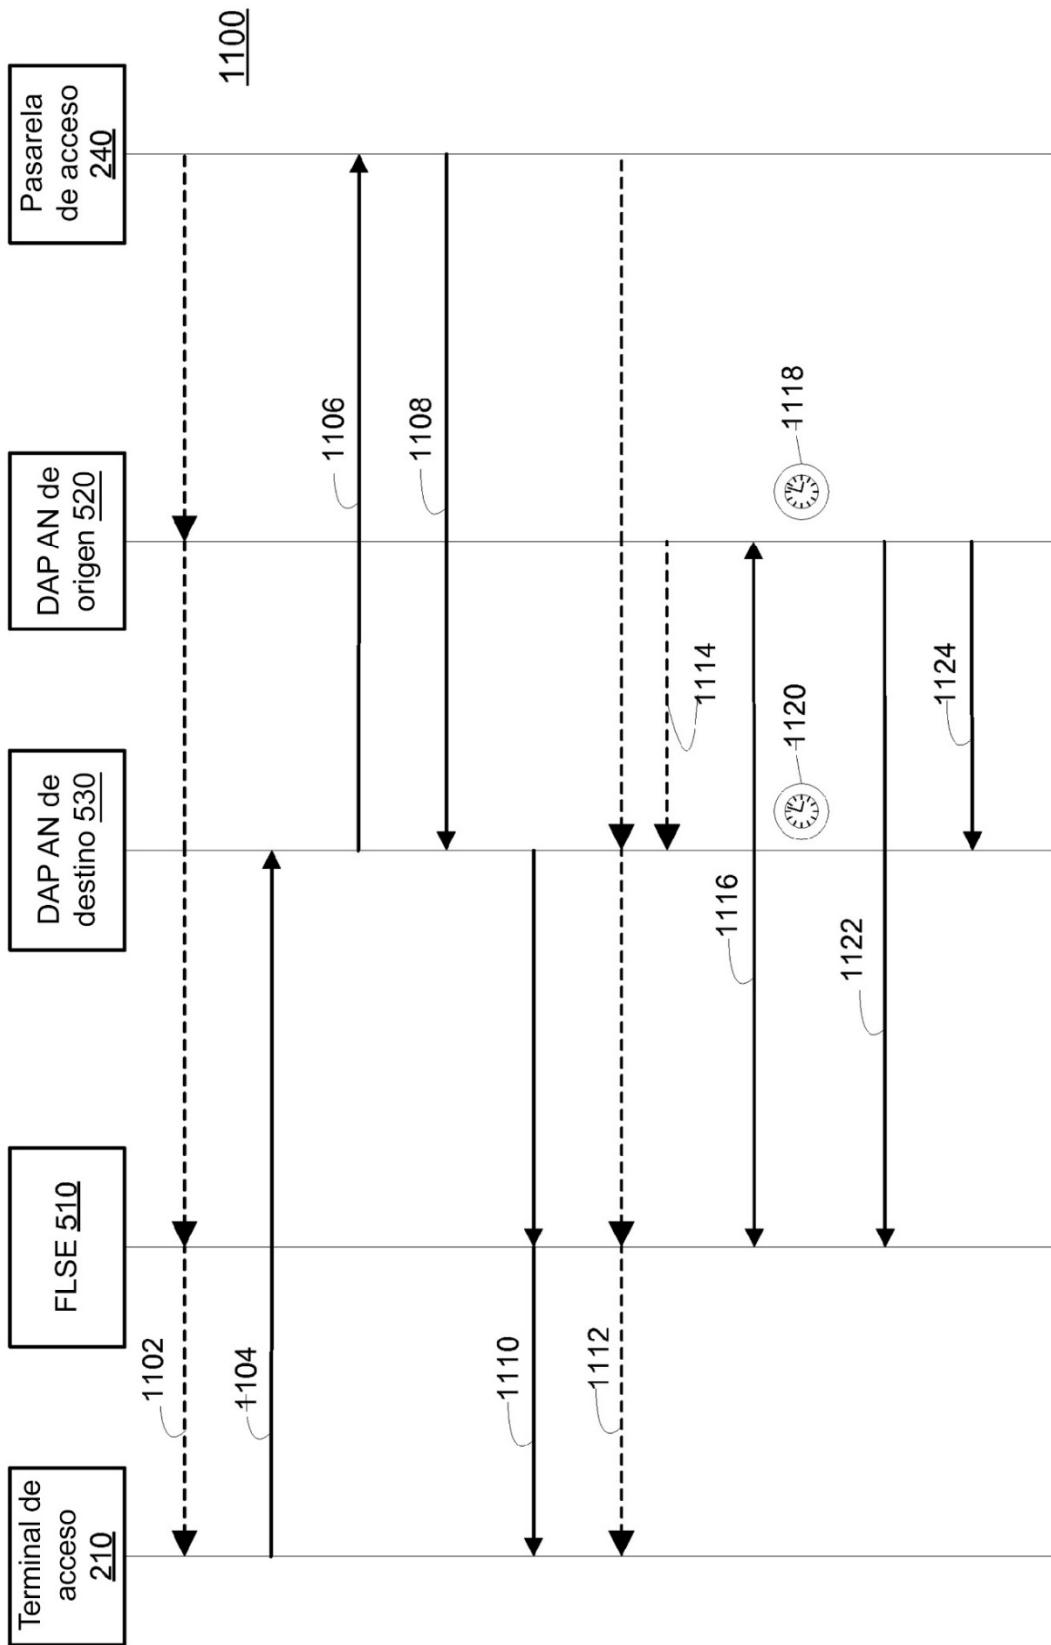 Terminal de
acceso
210
FLSE 510
DAP AN de
destino 530
DAP AN de
origen 520
Pasarela
de acceso
240
1100
1102
1104
1106
1108
1110
1112
1114
1116
1120
1118
1122
1124